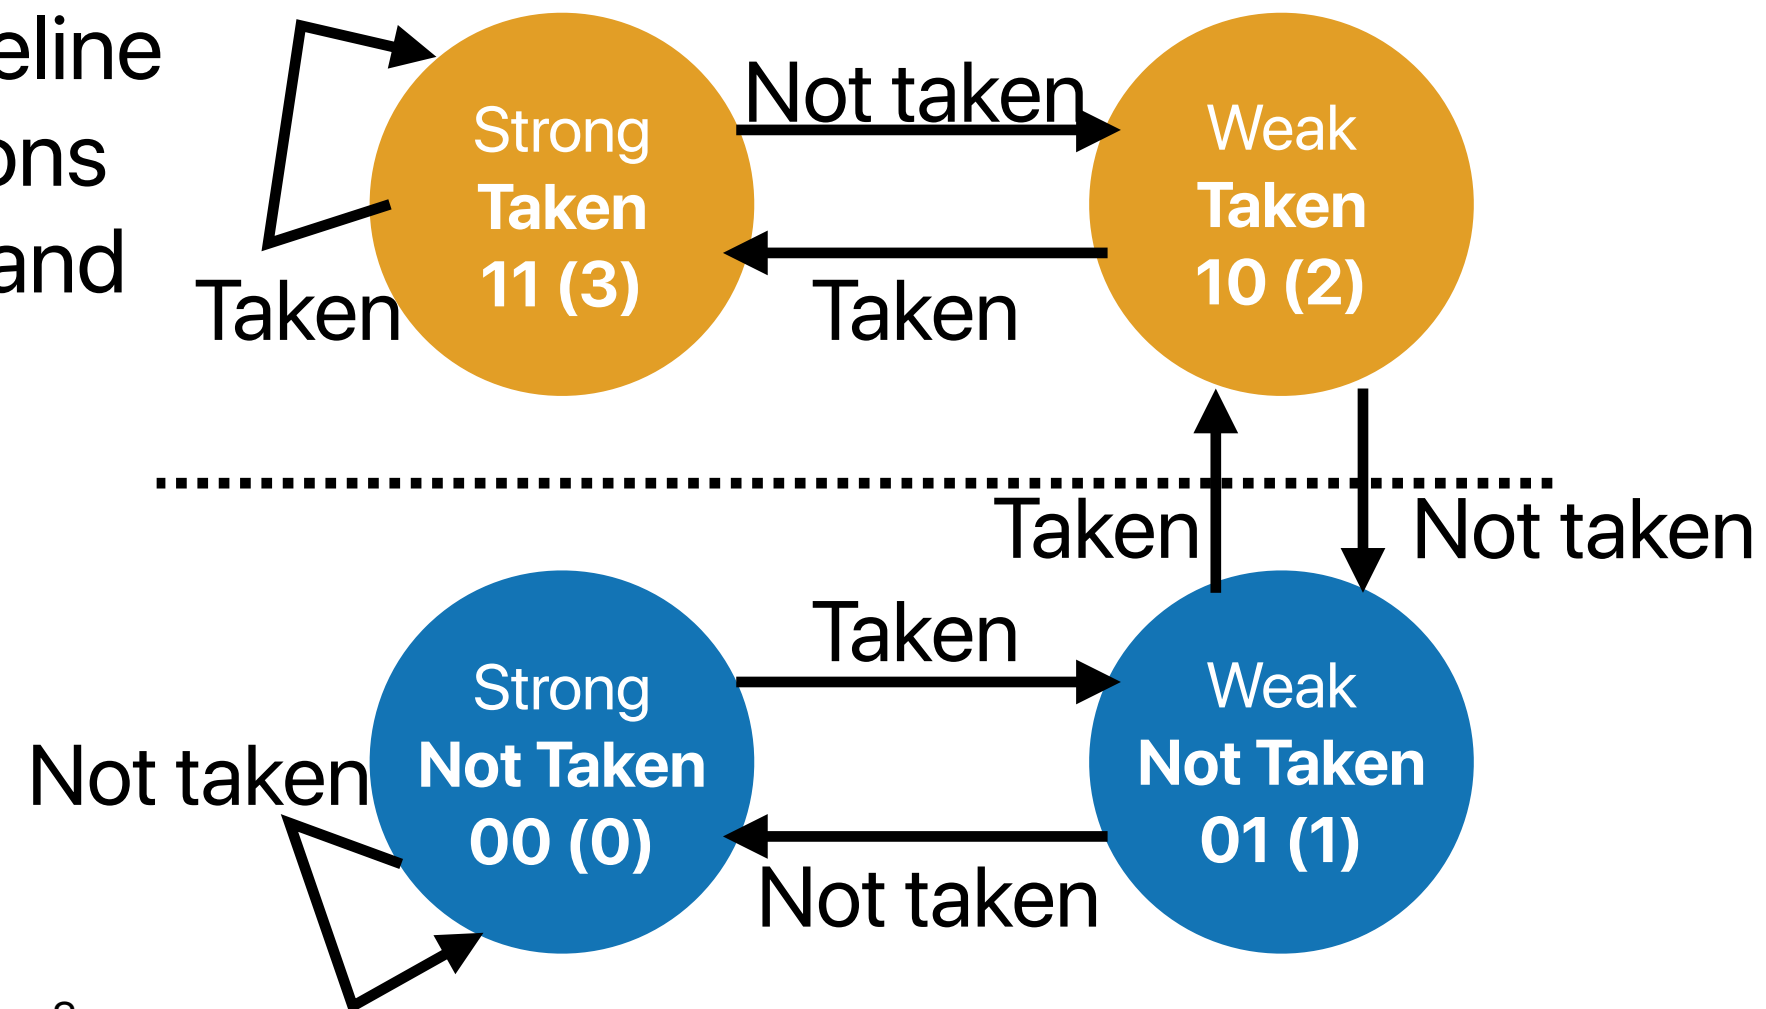 eline
ons
and
Strong
Taken
11 (3)
Not taken
Weak
Taken
10 (2)
Taken
Taken
Taken
Not taken
Strong
Not Taken
00 (0)
Taken
Weak
Not Taken
01 (1)
Not taken
Not taken